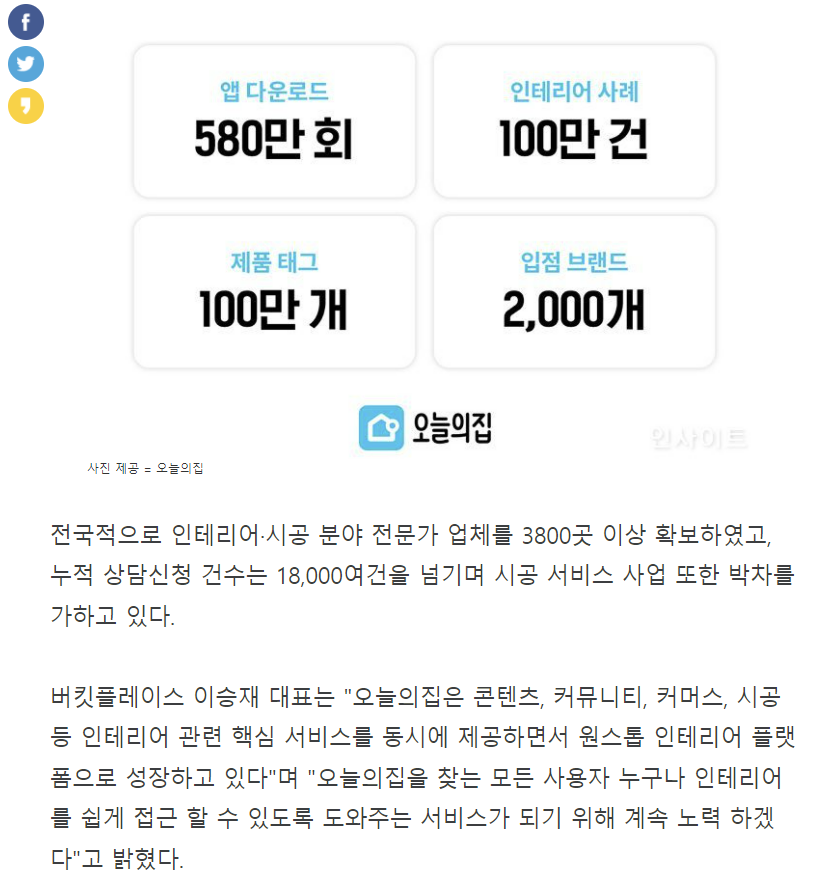 앱 다운로드
580만 회
인테리어 사례
100만 건
제품 태그
100만 개
입점 브랜드
2,000개
오늘의집
인사이트
사진 제공 = 오늘의집
전국적으로 인테리어·시공 분야 전문가 업체를 3800곳 이상 확보하였고,
누적 상담신청 건수는 18,000여건을 넘기며 시공 서비스 사업 또한 박차를
가하고 있다.
버킷플레이스 이승재 대표는 "오늘의집은 콘텐츠, 커뮤니티, 커머스, 시공
등 인테리어 관련 핵심 서비스를 동시에 제공하면서 원스톱 인테리어 플랫
폼으로 성장하고 있다"며 "오늘의집을 찾는 모든 사용자 누구나 인테리어
를 쉽게 접근 할 수 있도록 도와주는 서비스가 되기 위해 계속 노력 하겠
다"고 밝혔다.